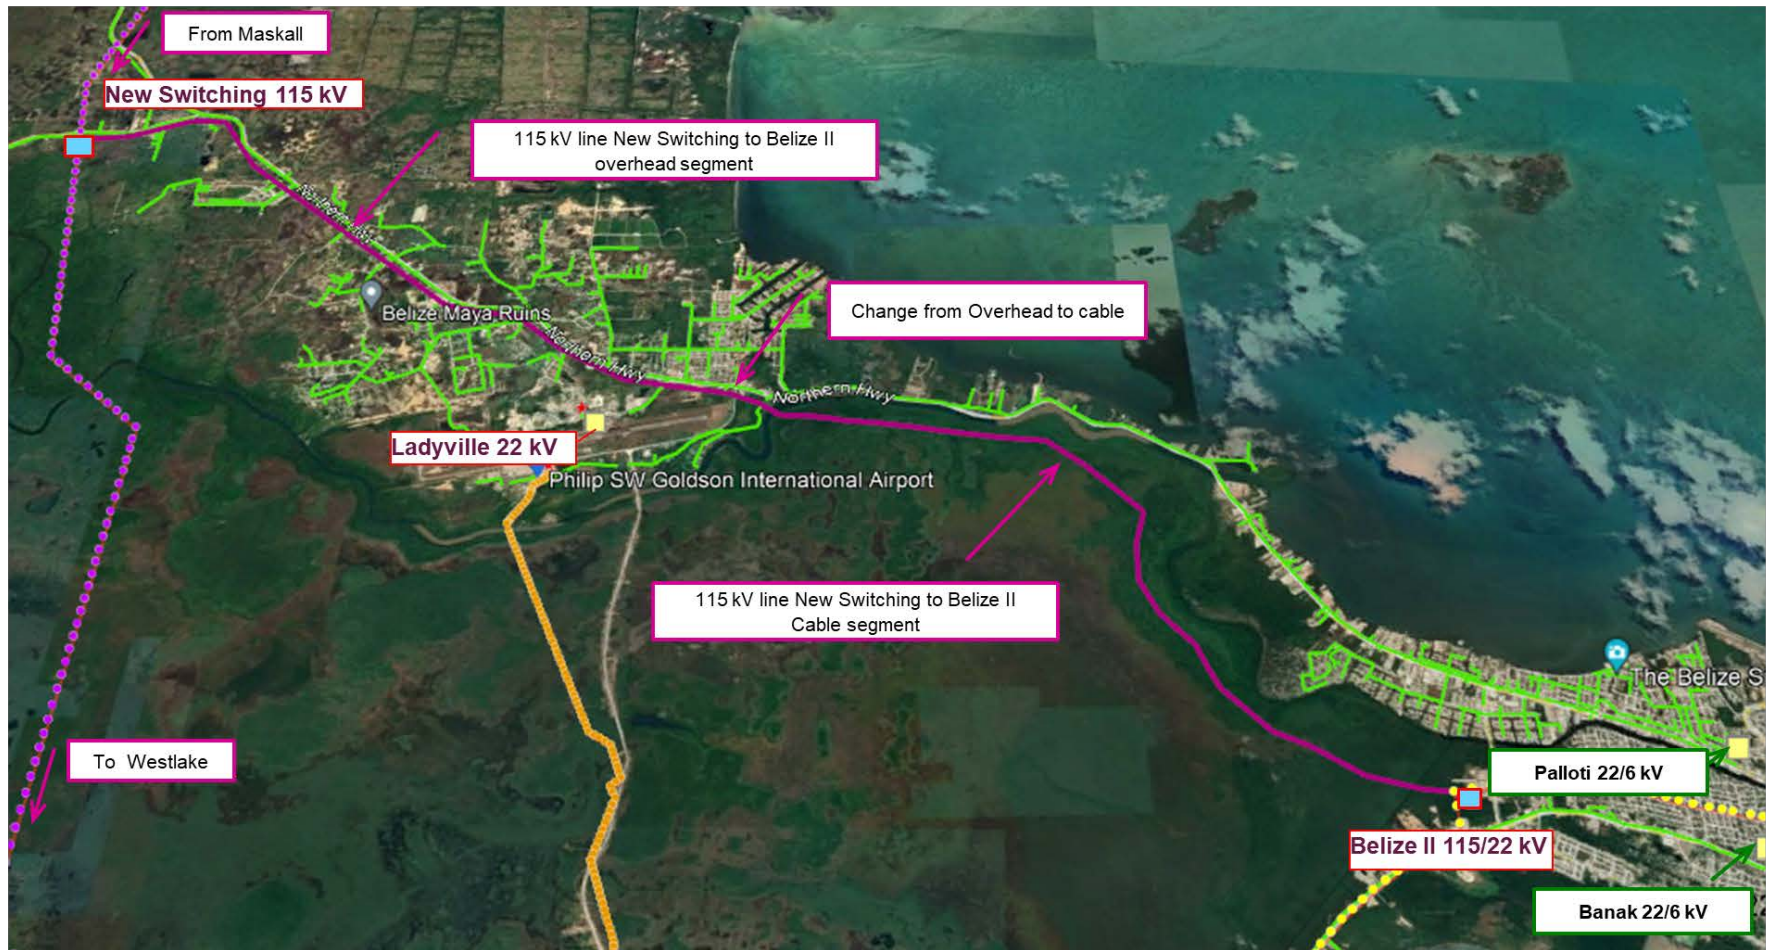 From Maskall
New Switching 115 kV
115 kV line New Switching to Belize II
overhead segment
Northern Hwy
Change from Overhead to cable
Belize Maya Ruins
Northern Hwy
Northern Hwy
Ladyville 22 kV
Philip SW Goldson International Airport
115 kV line New Switching to Belize II
Cable segment
The Belize S
To Westlake
Palloti 22/6 kV
Belize II 115/22 kV
Banak 22/6 kV